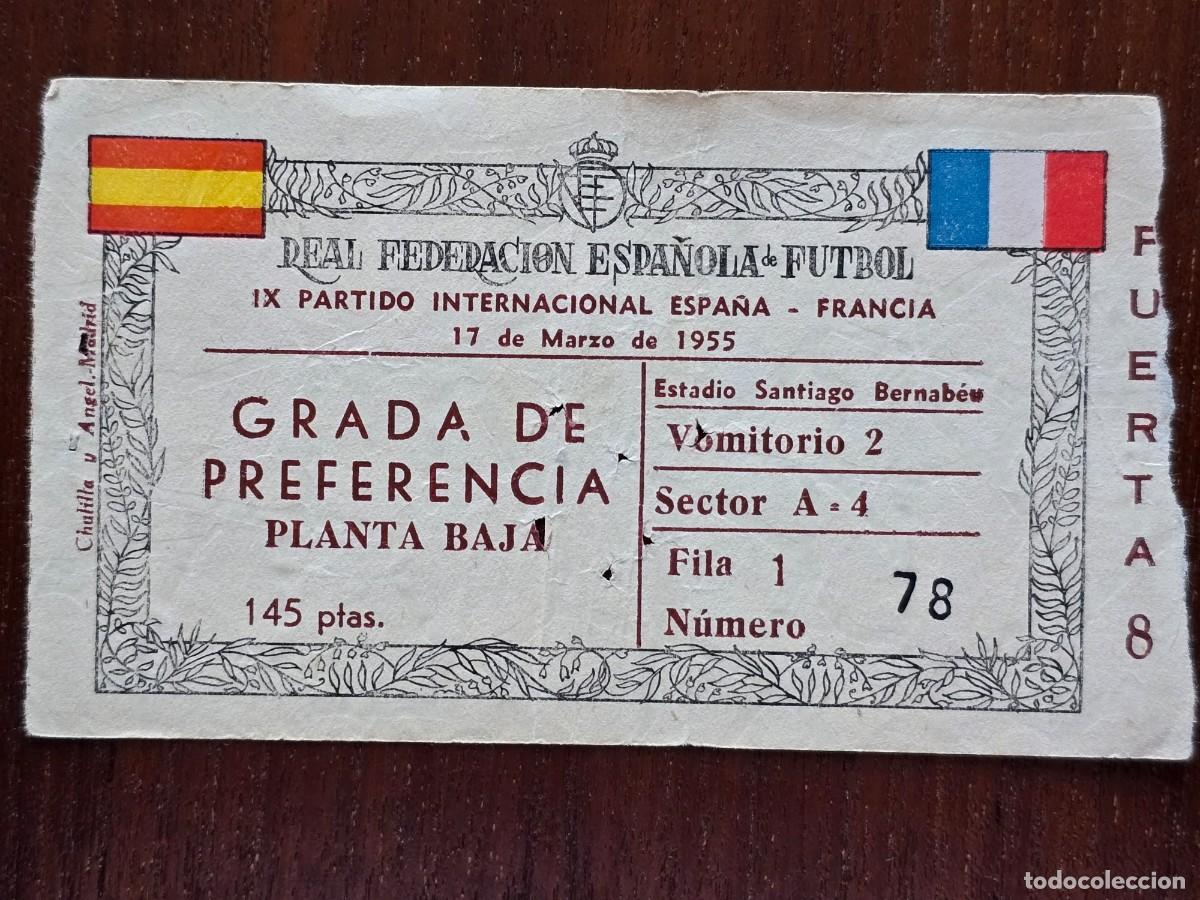 REAL FEDERACION ESPAÑOLA de FUTBOL
IX PARTIDO INTERNACIONAL ESPAÑA - FRANCIA
17 de Marzo de 1955
GRADA DE
PREFERENCIA
PLANTA BAJA
145 ptas.
Estadio Santiago Bernabéu
Vomitorio 2
Sector A-4
Fila 1
Número 78
FUERTA 8
Chulilla y Angel.-Madrid
todocoleccion